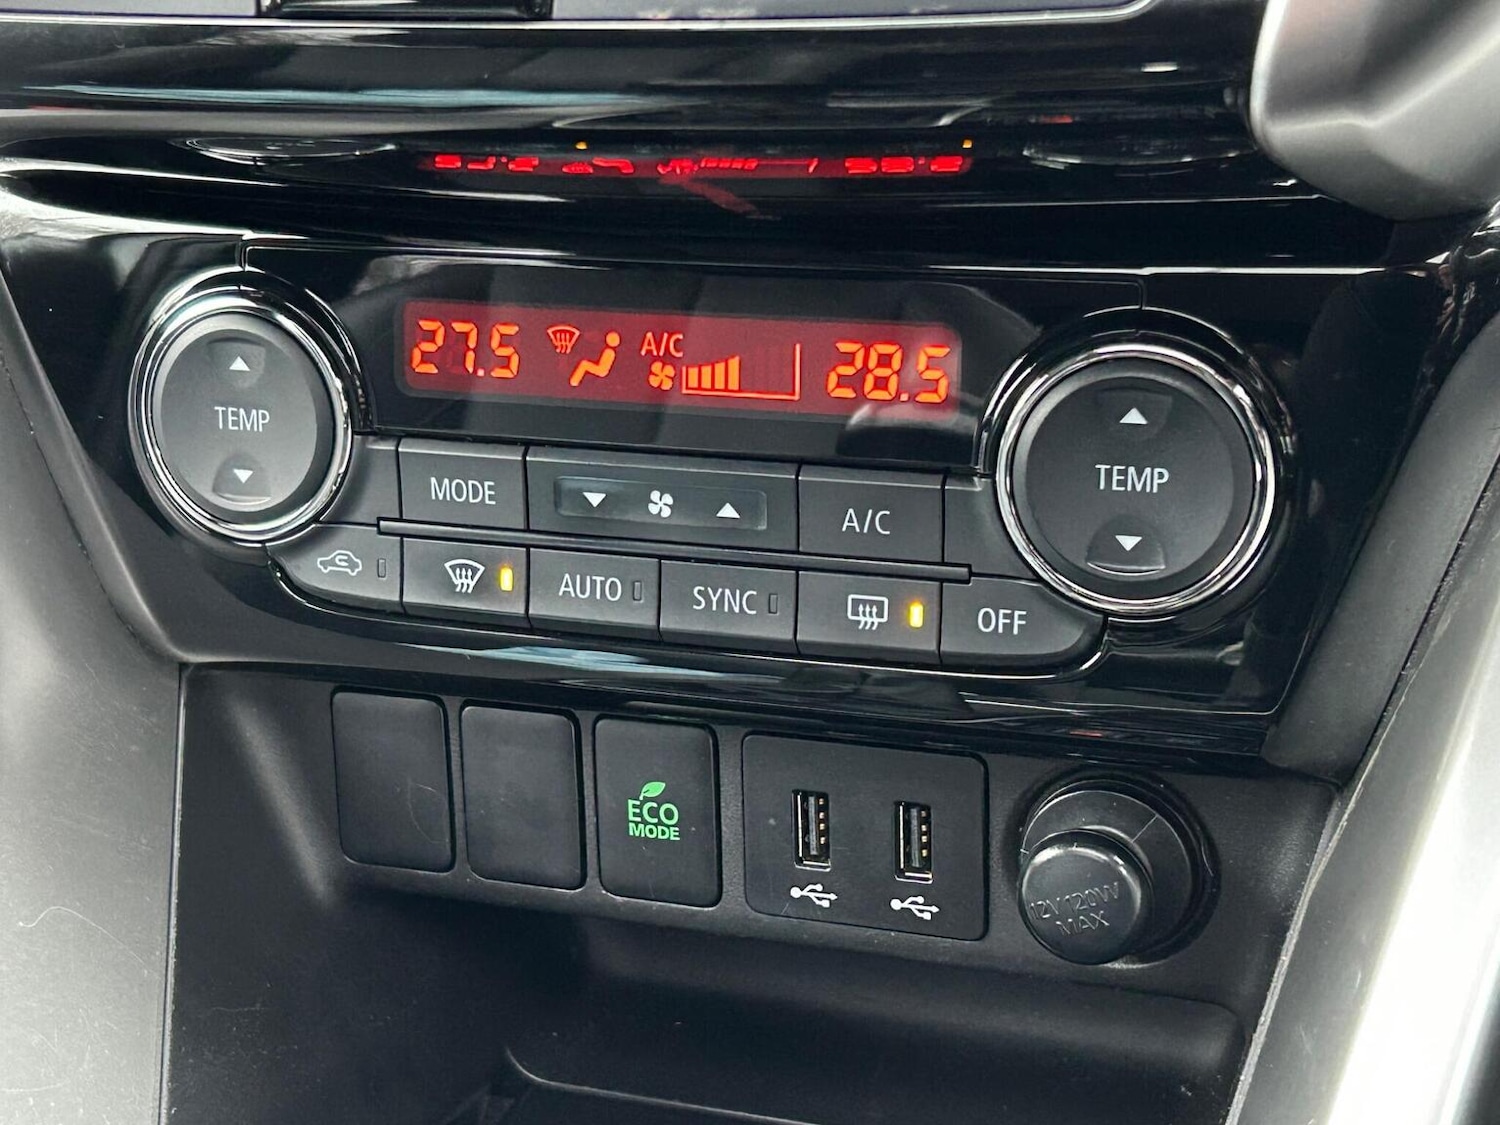 27.5 A/C 28.5
TEMP
MODE
A/C
TEMP
AUTO
SYNC
OFF
ECO
MODE
12V 120W
MAX